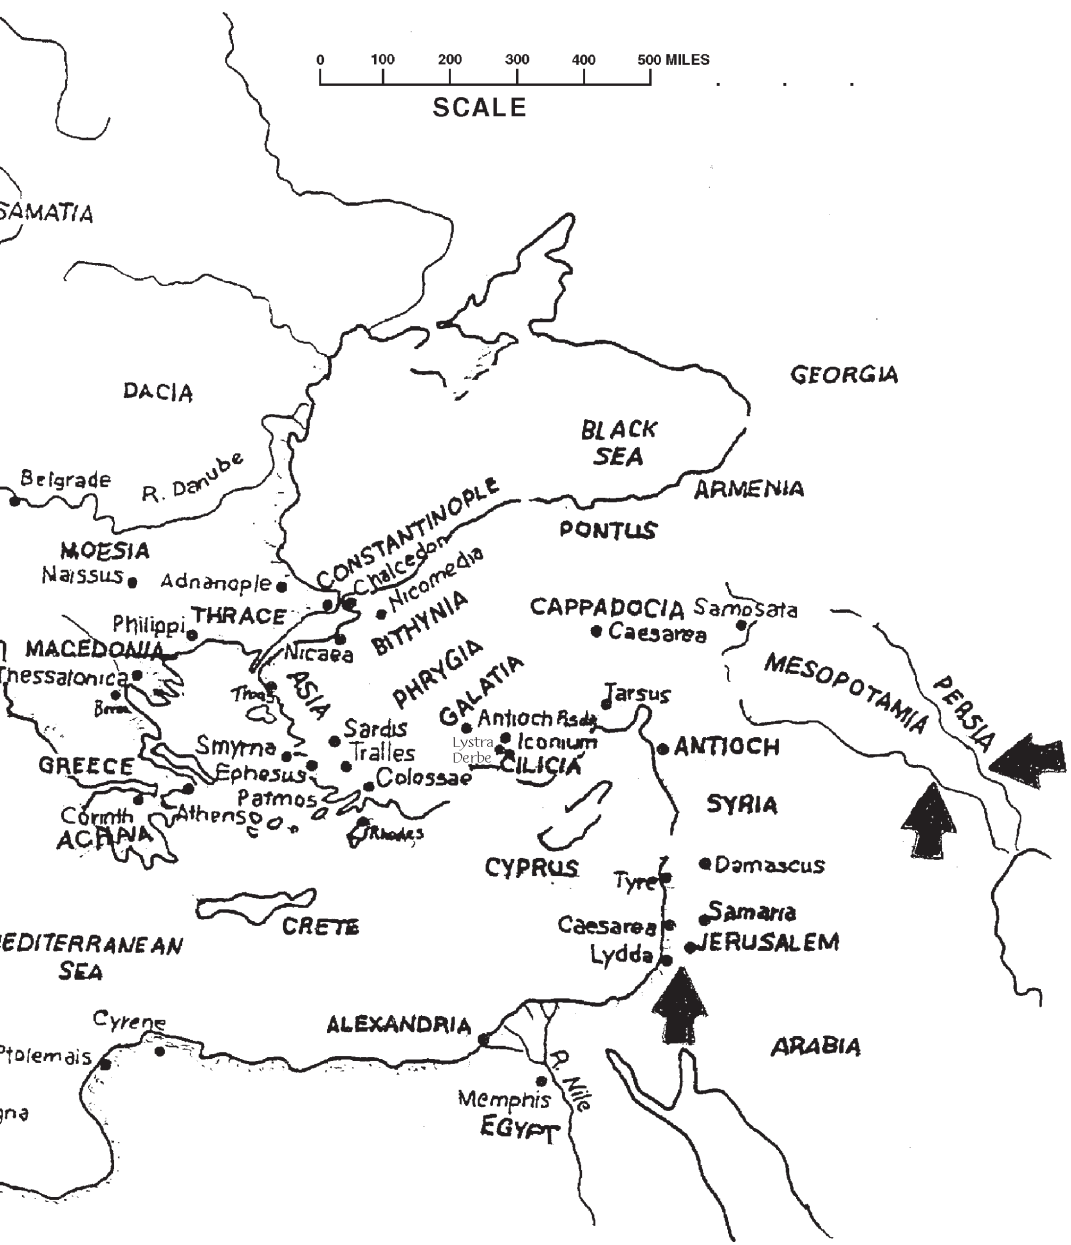 0 100 200 300 400 500 MILES
SCALE
SAMATIA
GEORGIA
DACIA
BLACK
SEA
Belgrade
R. Danube
ARMENIA
CONSTANTINOPLE
PONTUS
Chalcedon
MOESIA
Naissus
Adnanople
Nicomedia
CAPPADOCIA
Samosata
THRACE
Philippi
BITHYNIA
Caesarea
MACEDONIA
Nicaea
MESOPOTAMIA
Thessalonica
PHRYGIA
GALATIA
PERSIA
ASIA
Tarsus
Antioch Pisda
Sardis
Iconium
Lystra
Derbe
ANTIOCH
Smyrna
Tralles
CILICIA
GREECE
Ephesus
Colossae
Patmos
SYRIA
Corinth
Athens
ACHAIA
Rhodes
CYPRUS
Tyre
Damascus
CRETE
Caesarea
Samaria
JERUSALEM
Lydda
EDITERRANEAN
SEA
Cyrene
ALEXANDRIA
ARABIA
Ptolemais
R. Nile
Memphis
EGYPT
gna